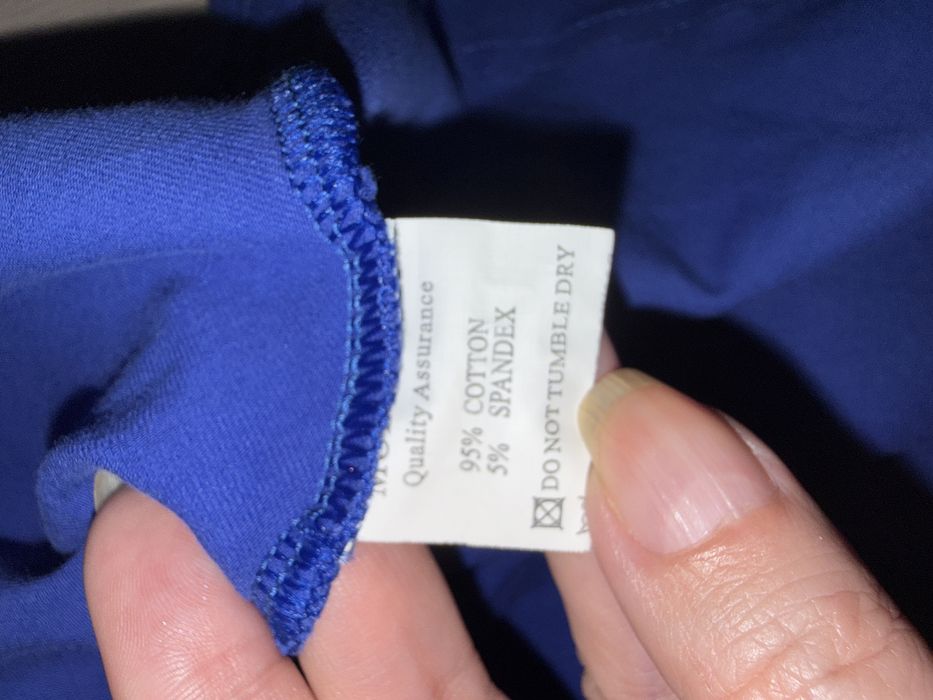 Quality Assurance
95% COTTON
5% SPANDEX
DO NOT TUMBLE DRY